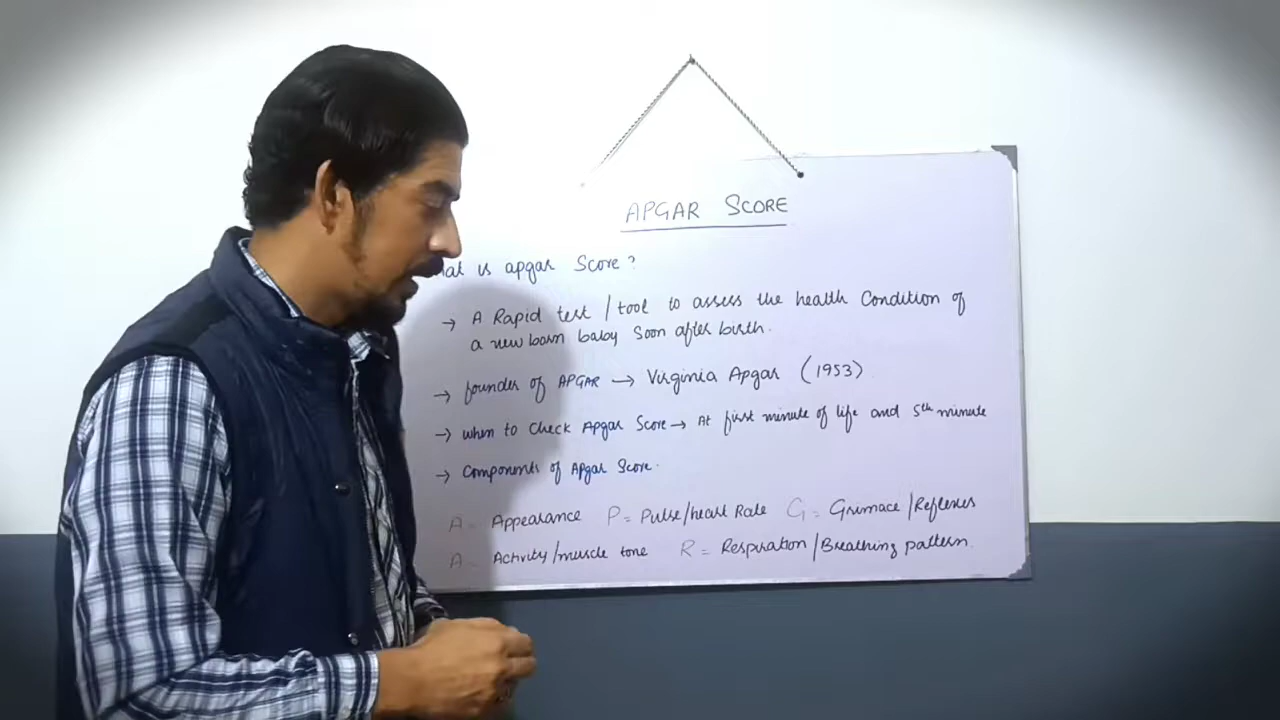 APGAR SCORE
is apgar Score?
→ A Rapid test / tool to assess the health Condition of
a new born baby soon after birth.
→ founder of APGAR → Virginia Apgar (1953)
→ when to check Apgar Score → At first minute of life and 5th minute
→ Components of Apgar Score.
A = Appearance P = Pulse/heart Rate G = Grimace/Reflexes
A = Activity/muscle tone R = Respiration/Breathing pattern.